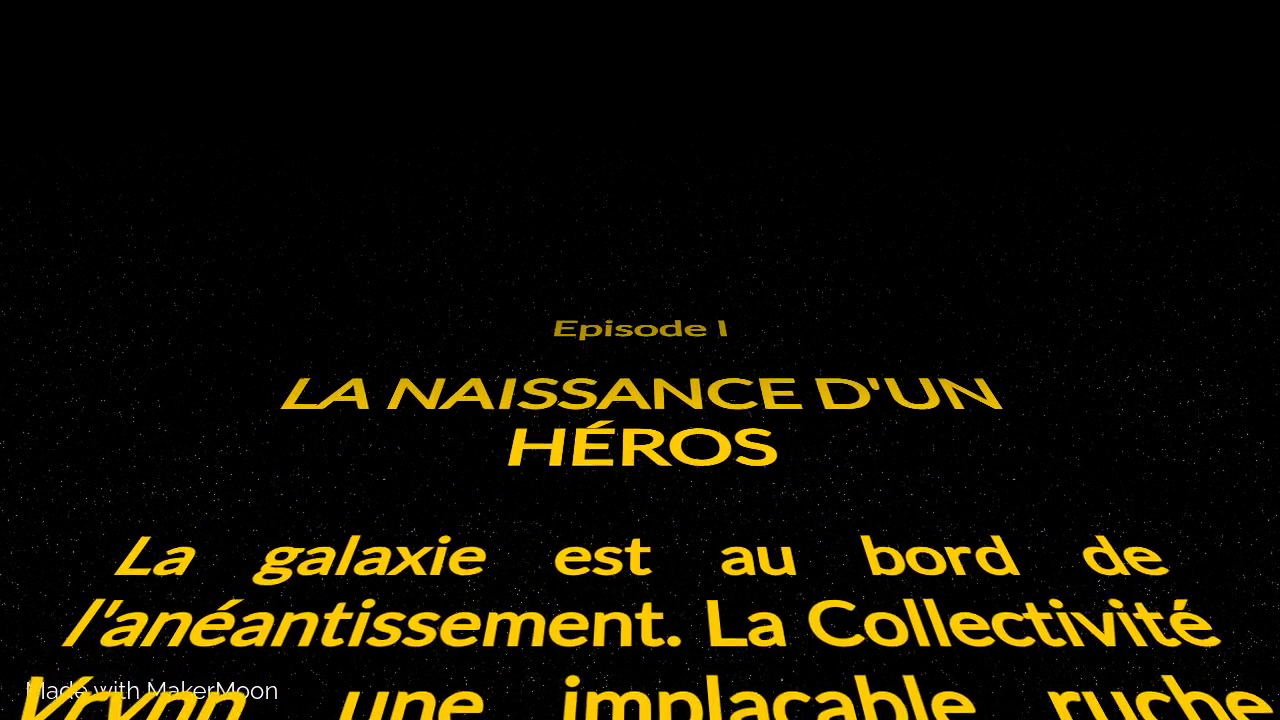 Episode I
LA NAISSANCE D'UN
HÉROS
La galaxie est au bord de
l'anéantissement. La Collectivité
Vrynn une implacable ruche
Made with MakerMoon